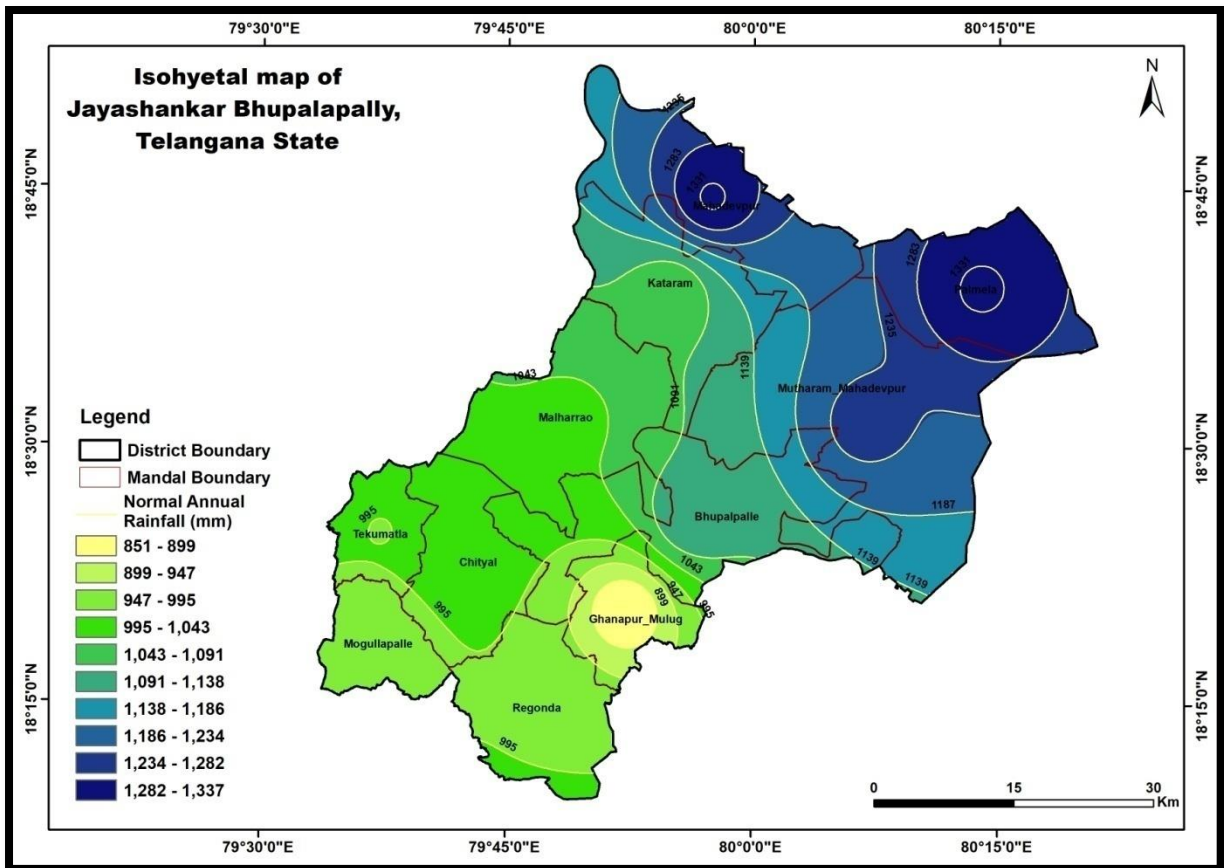 79°30'0"E 79°45'0"E 80°0'0"E 80°15'0"E
Isohyetal map of
Jayashankar Bhupalapally,
Telangana State
N
18°45'0"N
18°45'0"N
18°30'0"N
18°30'0"N
18°15'0"N
18°15'0"N
1235
1283
1331
Mahadevpur
1283
1331
Palmela
Kataram
1235
1139
Mutharam_Mahadevpur
1043
1091
Malharrao
1187
995
Tekumatla
Bhupalpalle
Chityal
1043
1139
1139
947
899
995
995
Ghanapur_Mulug
Mogullapalle
Regonda
995
Legend
District Boundary
Mandal Boundary
Normal Annual
Rainfall (mm)
851 - 899
899 - 947
947 - 995
995 - 1,043
1,043 - 1,091
1,091 - 1,138
1,138 - 1,186
1,186 - 1,234
1,234 - 1,282
1,282 - 1,337
0 15 30
Km
79°30'0"E 79°45'0"E 80°0'0"E 80°15'0"E